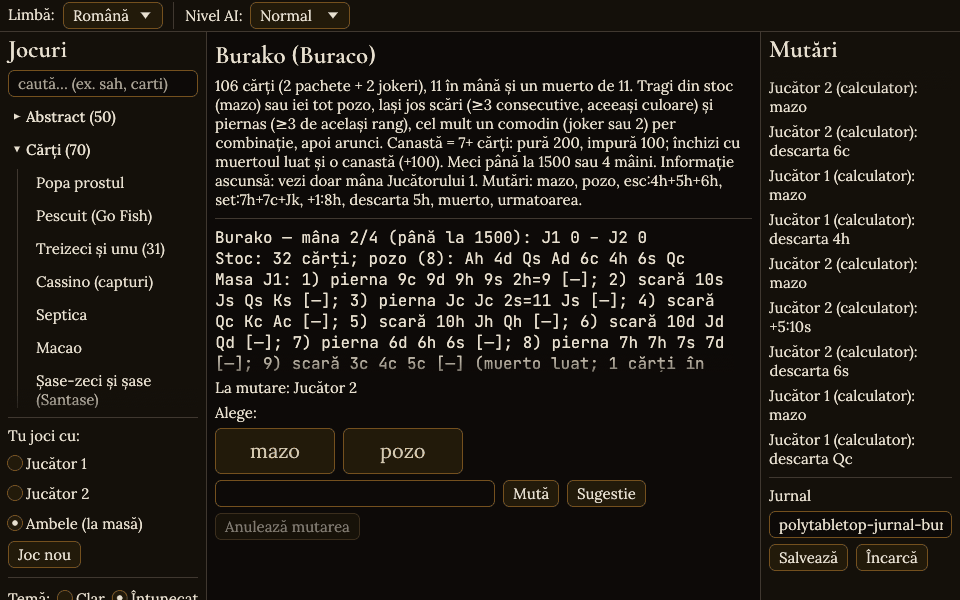 Limbă: Română ▼ Nivel AI: Normal ▼
Jocuri
caută... (ex. sah, carti)
▸ Abstract (50)
▾ Cărți (70)
Popa prostul
Pescuit (Go Fish)
Treizeci și unu (31)
Cassino (capturi)
Septica
Macao
Șase-zeci și șase
(Santase)
Tu joci cu:
Jucător 1
Jucător 2
Ambele (la masă)
Joc nou
Temă: Clar Întunecat
Burako (Buraco)
106 cărți (2 pachete + 2 jokeri), 11 în mână și un muerto de 11. Tragi din stoc
(mazo) sau iei tot pozo, lași jos scări (≥3 consecutive, aceeași culoare) și
piernas (≥3 de același rang), cel mult un comodin (joker sau 2) per
combinație, apoi arunci. Canastă = 7+ cărți: pură 200, impură 100; închizi cu
muertoul luat și o canastă (+100). Meci până la 1500 sau 4 mâini. Informație
ascunsă: vezi doar mâna Jucătorului 1. Mutări: mazo, pozo, esc:4h+5h+6h,
set:7h+7c+Jk, +1:8h, descarta 5h, muerto, urmatoarea.
Burako — mâna 2/4 (până la 1500): J1 0 – J2 0
Stoc: 32 cărți; pozo (8): Ah 4d Qs Ad 6c 4h 6s Qc
Masa J1: 1) pierna 9c 9d 9h 9s 2h=9 [—]; 2) scară 10s
Js Qs Ks [—]; 3) pierna Jc Jc 2s=11 Js [—]; 4) scară
Qc Kc Ac [—]; 5) scară 10h Jh Qh [—]; 6) scară 10d Jd
Qd [—]; 7) pierna 6d 6h 6s [—]; 8) pierna 7h 7h 7s 7d
[—]; 9) scară 3c 4c 5c [—] (muerto luat; 1 cărți în
La mutare: Jucător 2
Alege:
mazo pozo
Mută Sugestie
Anulează mutarea
Mutări
Jucător 2 (calculator):
mazo
Jucător 2 (calculator):
descarta 6c
Jucător 1 (calculator):
mazo
Jucător 1 (calculator):
descarta 4h
Jucător 2 (calculator):
mazo
Jucător 2 (calculator):
+5:10s
Jucător 2 (calculator):
descarta 6s
Jucător 1 (calculator):
mazo
Jucător 1 (calculator):
descarta Qc
Jurnal
polytabletop-jurnal-bur
Salvează Încarcă